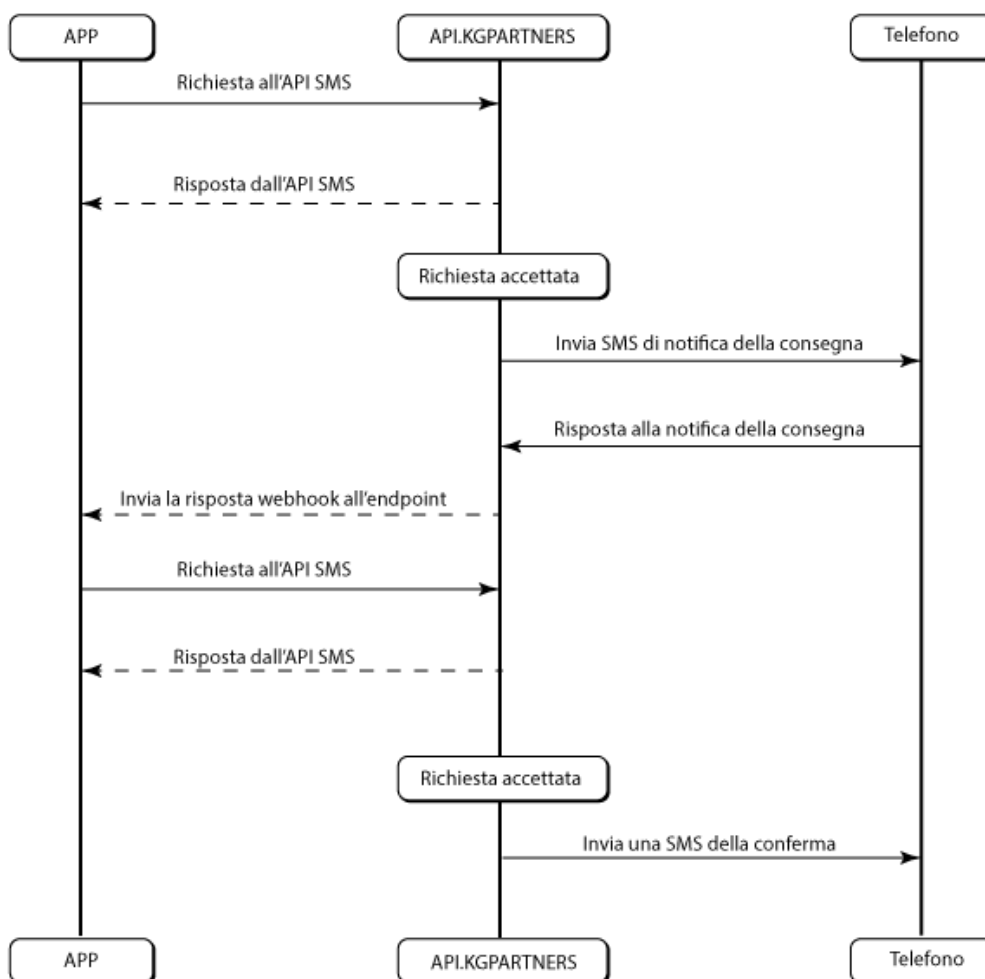 APP
API.KGPARTNERS
Telefono
Richiesta all'API SMS
Risposta dall'API SMS
Richiesta accettata
Invia SMS di notifica della consegna
Risposta alla notifica della consegna
Invia la risposta webhook all'endpoint
Richiesta all'API SMS
Risposta dall'API SMS
Richiesta accettata
Invia una SMS della conferma
APP
API.KGPARTNERS
Telefono